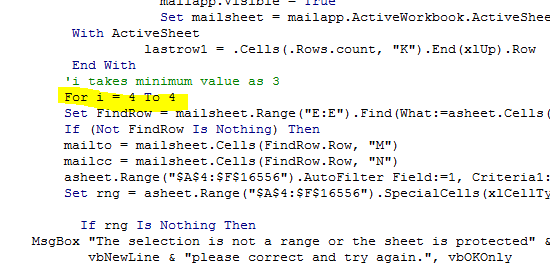 mailapp.Visible = True
Set mailsheet = mailapp.ActiveWorkbook.ActiveShee
With ActiveSheet
lastrow1 = .Cells(.Rows.count, "K").End(xlUp).Row
End With
'i takes minimum value as 3
For i = 4 To 4
Set FindRow = mailsheet.Range("E:E").Find(What:=asheet.Cells(
If (Not FindRow Is Nothing) Then
mailto = mailsheet.Cells(FindRow.Row, "M")
mailcc = mailsheet.Cells(FindRow.Row, "N")
asheet.Range("$A$4:$F$16556").AutoFilter Field:=1, Criteria1:
Set rng = asheet.Range("$A$4:$F$16556").SpecialCells(xlCellTy
If rng Is Nothing Then
MsgBox "The selection is not a range or the sheet is protected" &
vbNewLine & "please correct and try again.", vbOKOnly